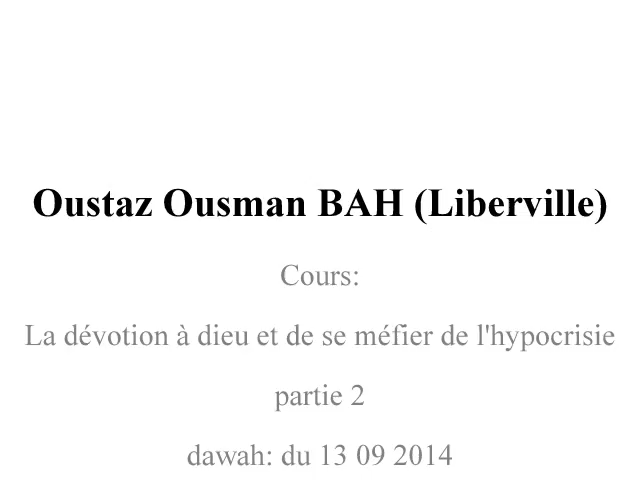 Oustaz Ousman BAH (Liberville)
Cours:
La dévotion à dieu et de se méfier de l'hypocrisie
partie 2
dawah: du 13 09 2014